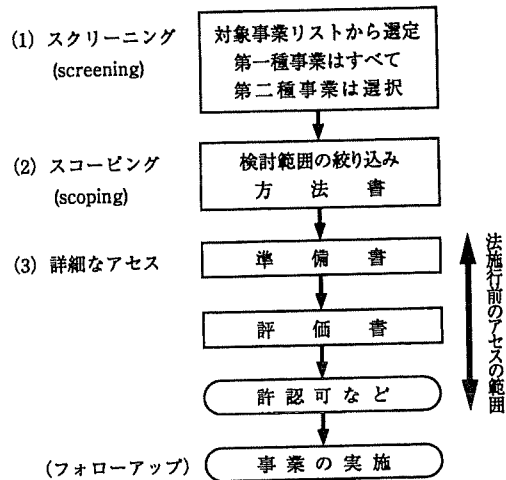 (1) スクリーニング
(screening)
対象事業リストから選定
第一種事業はすべて
第二種事業は選択
(2) スコーピング
(scoping)
検討範囲の絞り込み
方法書
(3) 詳細なアセス
準備書
評価書
許認可など
法施行前のアセスの範囲
(フォローアップ)
事業の実施